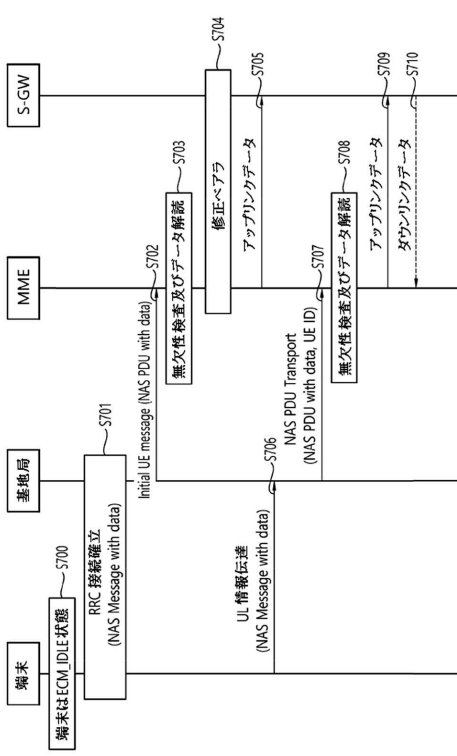 端末
基地局
MME
S-GW
端末はECM_IDLE状態
S700
RRC 接続確立
(NAS Message with data)
S701
Initial UE message (NAS PDU with data)
S702
無欠性検査及びデータ解読
S703
修正ベアラ
S704
アップリンクデータ
S705
UL 情報伝達
(NAS Message with data)
S706
NAS PDU Transport
(NAS PDU with data, UE ID)
S707
無欠性検査及びデータ解読
S708
アップリンクデータ
S709
ダウンリンクデータ
S710